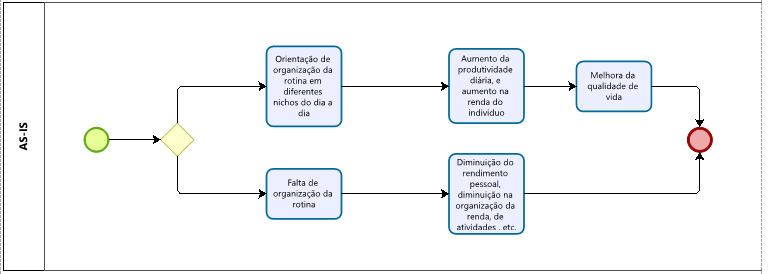 AS-IS
Orientação de
organização da
rotina em
diferentes
nichos do dia a
dia
Aumento da
produtividade
diária, e
aumento na
renda do
individuo
Melhora da
qualidade de
vida
Falta de
organização da
rotina
Diminuição do
rendimento
pessoal,
diminuição na
organização da
renda, de
atividades , etc.